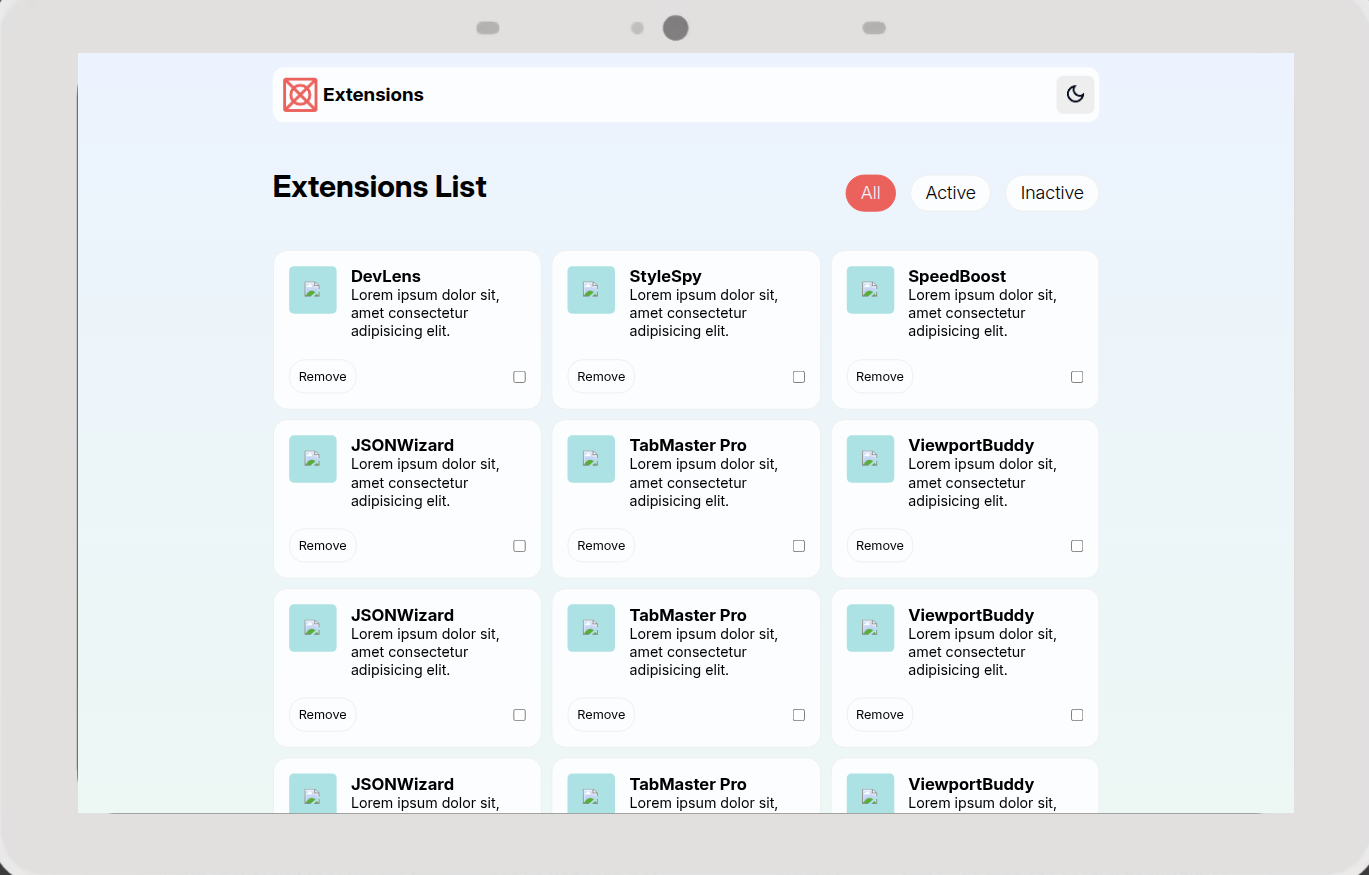 Extensions
Extensions List
All
Active
Inactive
DevLens
Lorem ipsum dolor sit,
amet consectetur
adipisicing elit.
Remove
StyleSpy
Lorem ipsum dolor sit,
amet consectetur
adipisicing elit.
Remove
SpeedBoost
Lorem ipsum dolor sit,
amet consectetur
adipisicing elit.
Remove
JSONWizard
Lorem ipsum dolor sit,
amet consectetur
adipisicing elit.
Remove
TabMaster Pro
Lorem ipsum dolor sit,
amet consectetur
adipisicing elit.
Remove
ViewportBuddy
Lorem ipsum dolor sit,
amet consectetur
adipisicing elit.
Remove
JSONWizard
Lorem ipsum dolor sit,
amet consectetur
adipisicing elit.
Remove
TabMaster Pro
Lorem ipsum dolor sit,
amet consectetur
adipisicing elit.
Remove
ViewportBuddy
Lorem ipsum dolor sit,
amet consectetur
adipisicing elit.
Remove
JSONWizard
Lorem ipsum dolor sit,
TabMaster Pro
Lorem ipsum dolor sit,
ViewportBuddy
Lorem ipsum dolor sit,